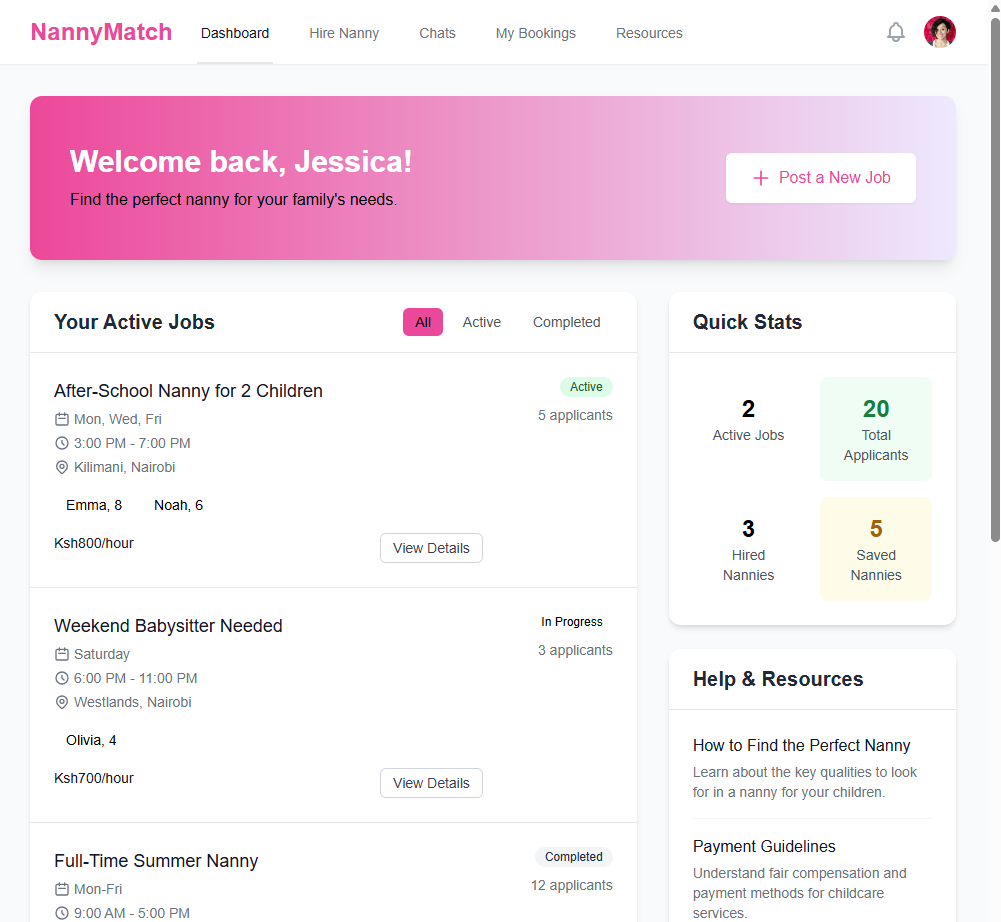 NannyMatch
Dashboard
Hire Nanny
Chats
My Bookings
Resources
Welcome back, Jessica!
Find the perfect nanny for your family's needs.
Post a New Job
Your Active Jobs
All
Active
Completed
After-School Nanny for 2 Children
Active
Mon, Wed, Fri
5 applicants
3:00 PM - 7:00 PM
Kilimani, Nairobi
Emma, 8
Noah, 6
Ksh800/hour
View Details
Weekend Babysitter Needed
In Progress
Saturday
3 applicants
6:00 PM - 11:00 PM
Westlands, Nairobi
Olivia, 4
Ksh700/hour
View Details
Full-Time Summer Nanny
Completed
Mon-Fri
12 applicants
9:00 AM - 5:00 PM
Quick Stats
2
Active Jobs
20
Total
Applicants
3
Hired
Nannies
5
Saved
Nannies
Help & Resources
How to Find the Perfect Nanny
Learn about the key qualities to look
for in a nanny for your children.
Payment Guidelines
Understand fair compensation and
payment methods for childcare
services.